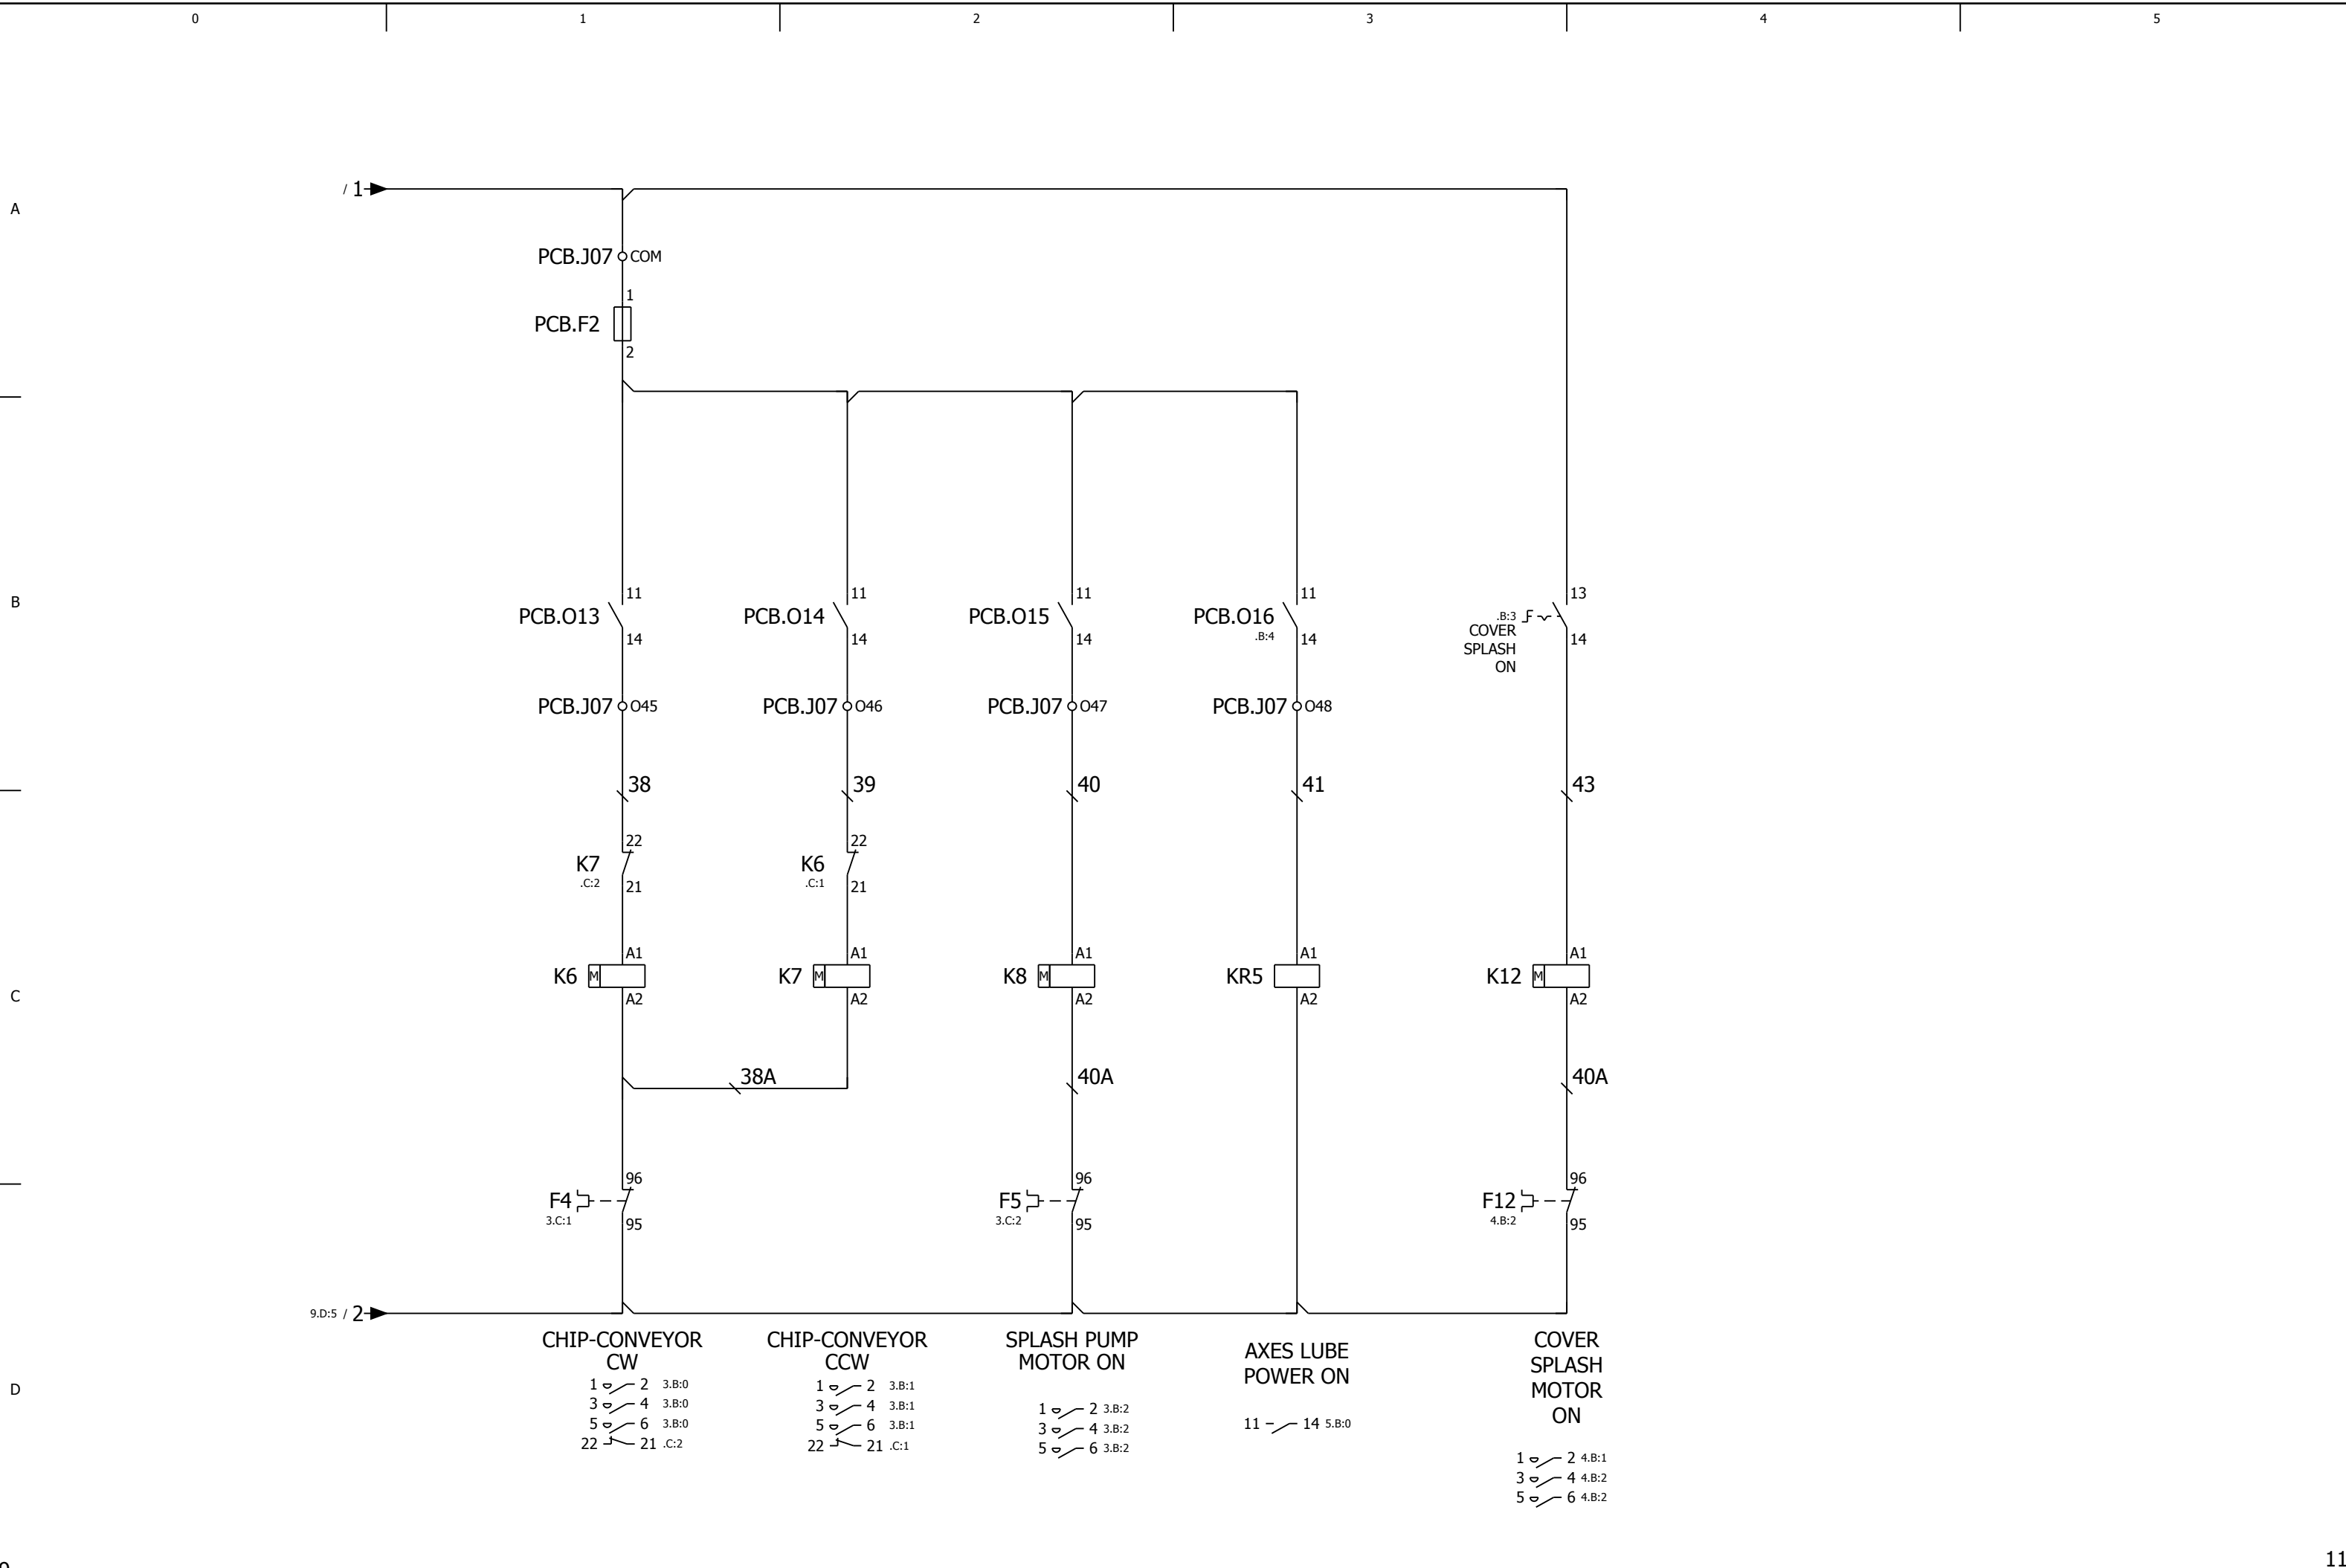 0 1 2 3 4 5
A
B
C
D
/ 1
PCB.J07 COM
1
PCB.F2
2
11 11 11 11 13
PCB.O13 PCB.O14 PCB.O15 PCB.O16 .B:3
14 14 14 .B:4 14 14
COVER
SPLASH
ON
PCB.J07 O45 PCB.J07 O46 PCB.J07 O47 PCB.J07 O48
38 39 40 41 43
22 22
K7 K6
.C:2 .C:1
21 21
A1 A1 A1 A1 A1
K6 M K7 M K8 M KR5 K12 M
A2 A2 A2 A2 A2
38A 40A 40A
96 96 96
F4 F5 F12
3.C:1 3.C:2 4.B:2
95 95 95
9.D:5 / 2
CHIP-CONVEYOR
CW
1 2 3.B:0
3 4 3.B:0
5 6 3.B:0
22 21 .C:2
CHIP-CONVEYOR
CCW
1 2 3.B:1
3 4 3.B:1
5 6 3.B:1
22 21 .C:1
SPLASH PUMP
MOTOR ON
1 2 3.B:2
3 4 3.B:2
5 6 3.B:2
AXES LUBE
POWER ON
11 14 5.B:0
COVER
SPLASH
MOTOR
ON
1 2 4.B:1
3 4 4.B:2
5 6 4.B:2
11